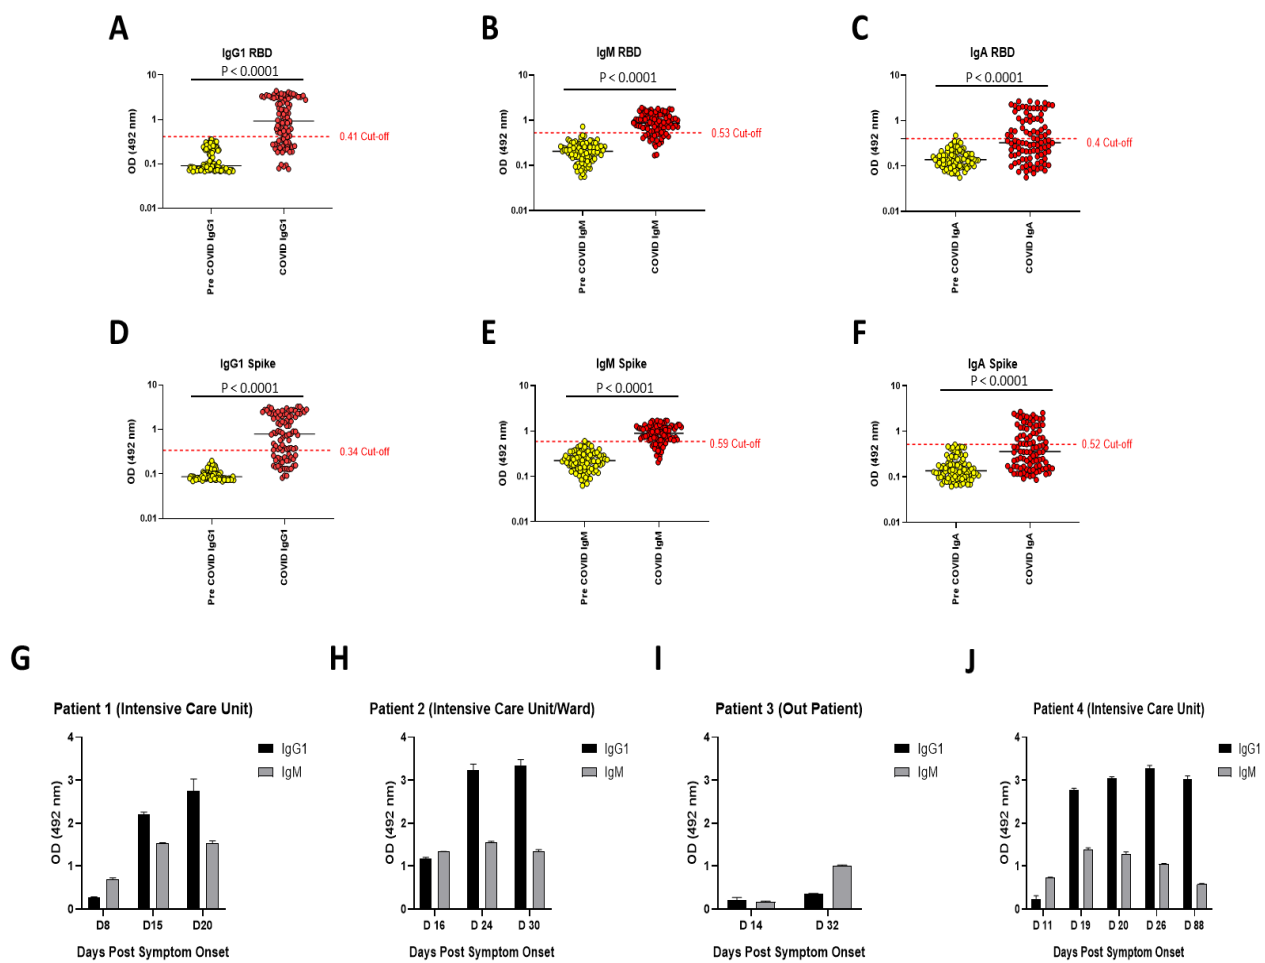 A
B
C
IgG1 RBD
P < 0.0001
OD (492 nm)
10
1
0.1
0.01
0.41 Cut-off
Pre COVID IgG1
COVID IgG1
IgM RBD
P < 0.0001
OD (492 nm)
10
1
0.1
0.01
0.53 Cut-off
Pre COVID IgM
COVID IgM
IgA RBD
P < 0.0001
OD (492 nm)
10
1
0.1
0.01
0.4 Cut-off
Pre COVID IgA
COVID IgA
D
E
F
IgG1 Spike
P < 0.0001
OD (492 nm)
10
1
0.1
0.01
0.34 Cut-off
Pre COVID IgG1
COVID IgG1
IgM Spike
P < 0.0001
OD (492 nm)
10
1
0.1
0.01
0.59 Cut-off
Pre COVID IgM
COVID IgM
IgA Spike
P < 0.0001
OD (492 nm)
10
1
0.1
0.01
0.52 Cut-off
Pre COVID IgA
COVID IgA
G
H
I
J
Patient 1 (Intensive Care Unit)
OD (492 nm)
4
3
2
1
0
IgG1
IgM
D8 D15 D20
Days Post Symptom Onset
Patient 2 (Intensive Care Unit/Ward)
OD (492 nm)
4
3
2
1
0
IgG1
IgM
D 16 D 24 D 30
Days Post Symptom Onset
Patient 3 (Out Patient)
OD (492 nm)
4
3
2
1
0
IgG1
IgM
D 14 D 32
Days Post Symptom Onset
Patient 4 (Intensive Care Unit)
OD (492 nm)
4
3
2
1
0
IgG1
IgM
D 11 D 19 D 20 D 26 D 88
Days Post Symptom Onset